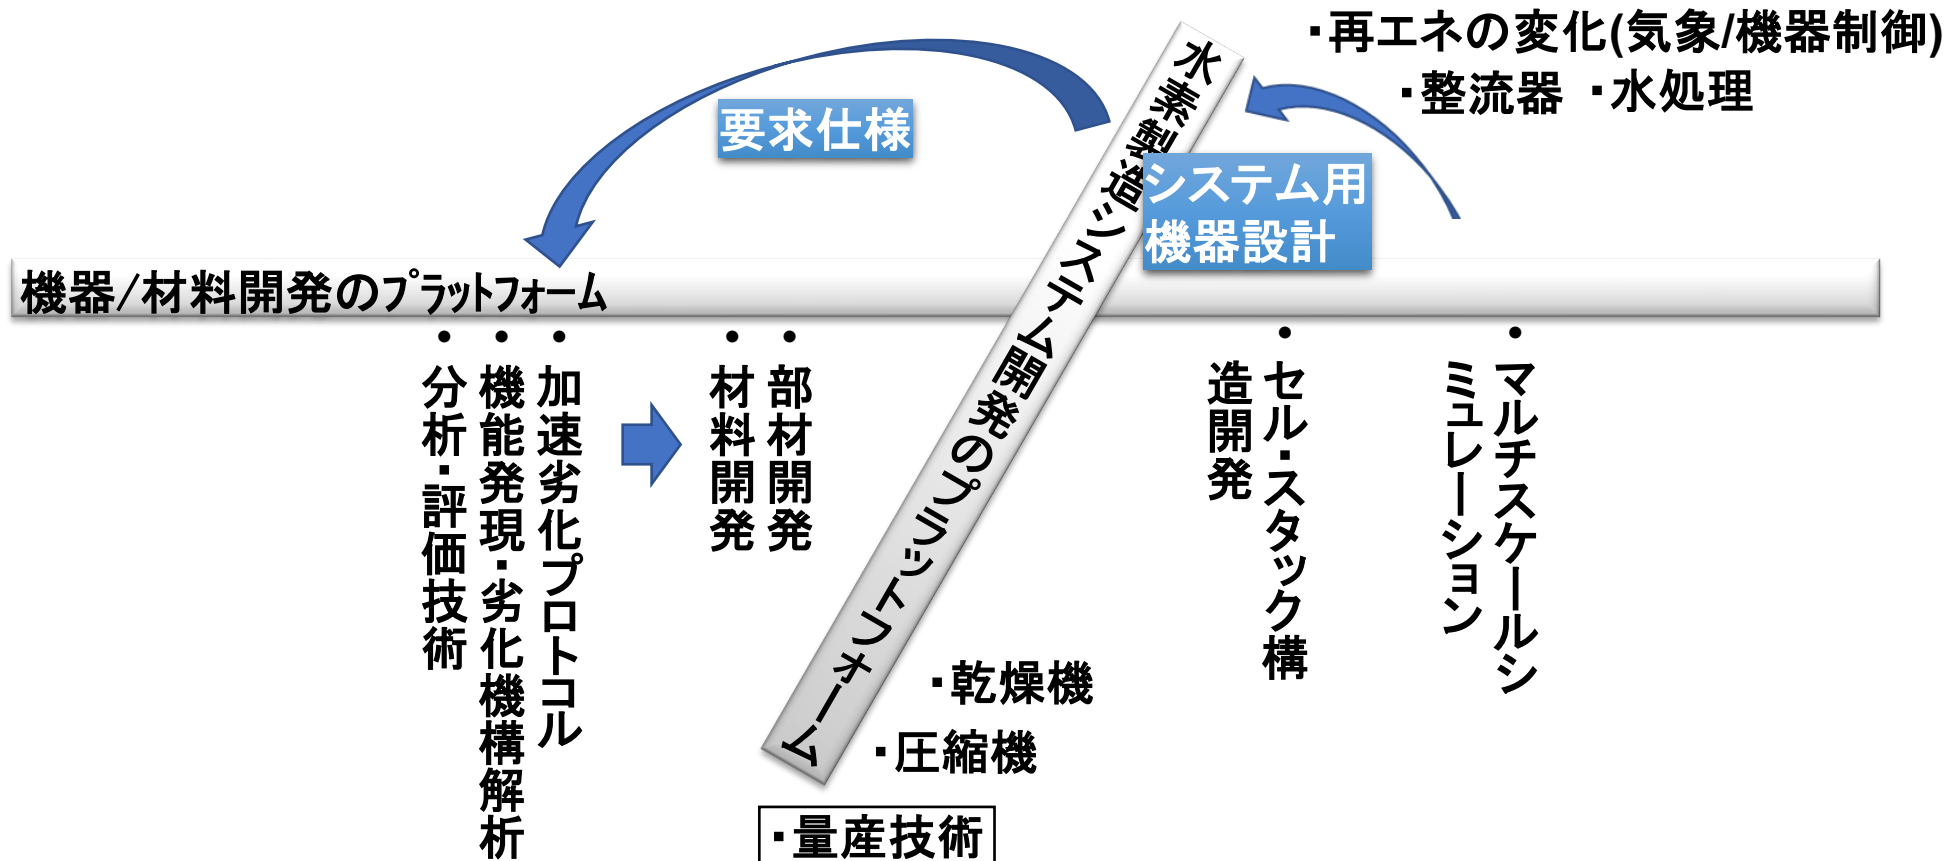 ・再エネの変化(気象/機器制御)
・整流器 ・水処理
要求仕様
水素製造システム開発のプラットフォーム
システム用
機器設計
機器/材料開発のﾌﾟﾗｯﾄﾌｫｰﾑ
・分析・評価技術
・機能発現・劣化機構解析
・加速劣化プロトコル
・材料開発
・部材開発
・セル・スタック構
造開発
・マルチスケールシ
ミュレーション
・乾燥機
・圧縮機
・量産技術